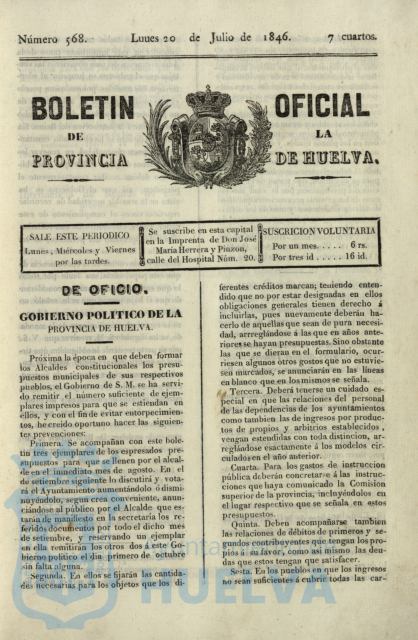 Número 568. Lunes 20 de Julio de 1846. 7 cuartos.
BOLETIN OFICIAL
DE LA
PROVINCIA DE HUELVA.
SALE ESTE PERIODICO
Lunes, Miércoles y Viernes
por las tardes.
Se suscribe en esta capital
en la Imprenta de Don José
María Herrera y Pinzon,
calle del Hospital Núm. 20.
SUSCRICION VOLUNTARIA
Por un mes..... 6 rs.
Por tres id ..... 16 id.
DE OFICIO.
GOBIERNO POLITICO DE LA
PROVINCIA DE HUELVA.
Próxima la época en que deben formar
los Alcaldes constitucionales los presu-
puestos municipales de sus respectivos
pueblos, el Gobierno de S. M. se ha servi-
do remitir el número suficiente de ejem-
plares impresos para que se estiendan en
ellos, y con el fin de evitar entorpecimien-
tos, he creido oportuno hacer las siguien-
tes prevenciones:
Primera. Se acompañan con este bole-
tin tres ejemplares de los espresados pre-
supuestos para que se llenen por el alcal-
de en el inmediato mes de agosto. En el
de setiembre siguiente lo discutirá y vota-
rá el Ayuntamiento aumentándolo ó dismi-
nuyéndolo, segun crea conveniente, anun-
ciándose al público por el Alcalde que es-
tarán de manifiesto en la secretaría los re-
feridos documentos por todo el dicho mes
de setiembre, y reservando un ejemplar
en ella remitirán los otros dos á este Go-
bierno político el dia primero de octubre
sin falta alguna.
Segunda. En ellos se fijarán las cantida-
des necesarias para los objetos que los di-
ferentes créditos marcan; teniendo enten-
dido que no por estar designadas en ellos
obligaciones generales tienen derecho á
incluirlas, pues nuevamente deberán ha-
cerlo de aquellas que sean de pura necesi-
dad, arreglándose á las que en años ante-
riores se hayan presupuestas. Sino obstante
las que se dieran en el formulario, ocur-
riesen algunos otros gastos que no estuvie-
sen marcados, se anunciarán en las líneas
en blanco que en los mismos se señala.
Tercera. Deberá tenerse un cuidado es-
pecial en que las relaciones del personal
de las dependencias de los ayuntamientos
como tambien las de ingresos por produc-
tos de propios y arbitrios establecidos,
vengan estendidas con toda distincion, ar-
reglándose esactamente á los modelos cir-
culados en el año anterior.
Cuarta. Para los gastos de instruccion
pública deberán concretarse á las instruc-
ciones que haya comunicado la Comision
superior de la provincia, incluyéndolos en
el lugar respectivo que se señala en estos
presupuestos.
Quinta. Deben acompañarse tambien
las relaciones de débitos de primeros y se-
gundos contribuyentes que tengan los pro-
pios á su favor, como asi mismo las deu-
das que estos tengan que satisfacer.
Sesta. En los pueblos en que los ingresos
no sean suficientes á cubrir todas las car-
HUELVA